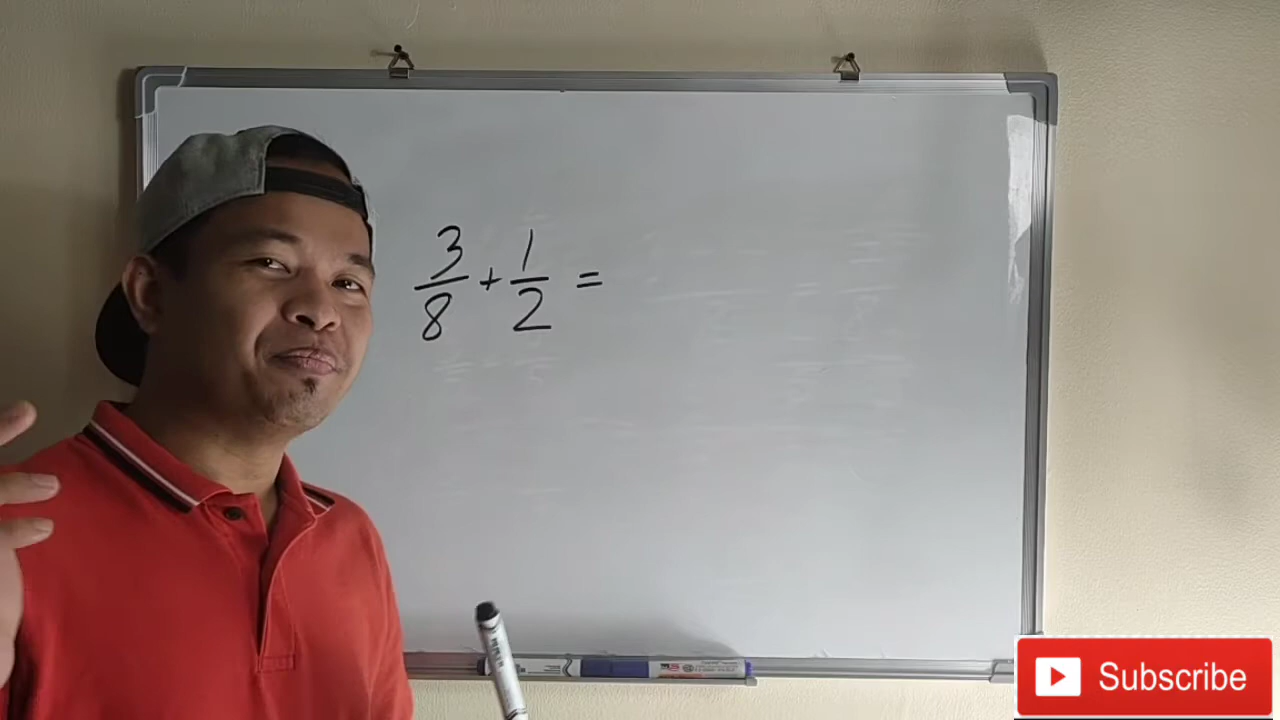 3/8 + 1/2 =
Subscribe